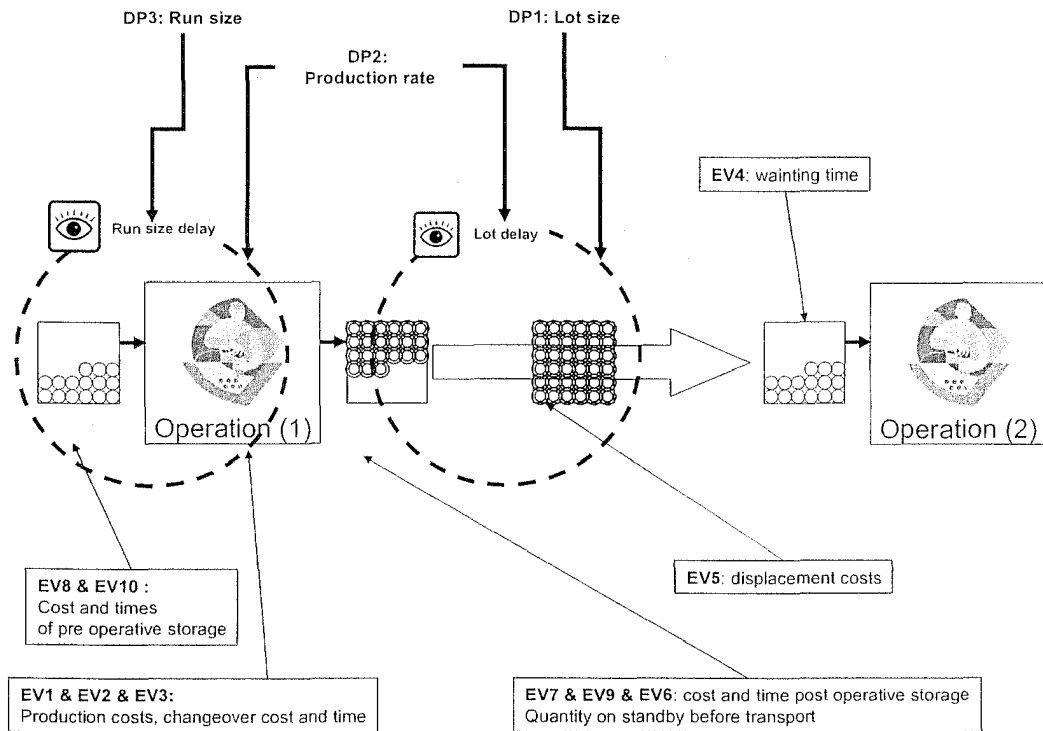 DP3: Run size
DP1: Lot size
DP2:
Production rate
EV4: wainting time
Run size delay
Lot delay
Operation (1)
Operation (2)
EV5: displacement costs
EV8 & EV10 :
Cost and times
of pre operative storage
EV1 & EV2 & EV3:
Production costs, changeover cost and time
EV7 & EV9 & EV6: cost and time post operative storage
Quantity on standby before transport